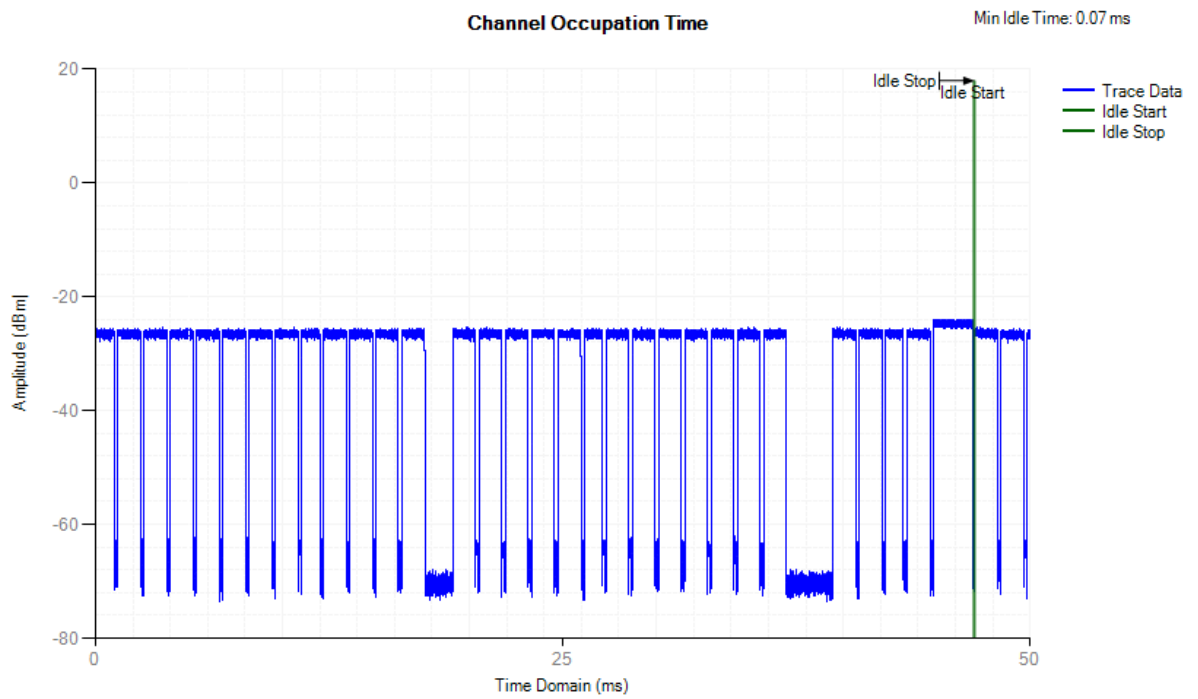 Channel Occupation Time
Min Idle Time: 0.07 ms
20
0
-20
-40
-60
-80
Amplitude (dBm)
Idle Stop
Idle Start
Trace Data
Idle Start
Idle Stop
0
25
50
Time Domain (ms)